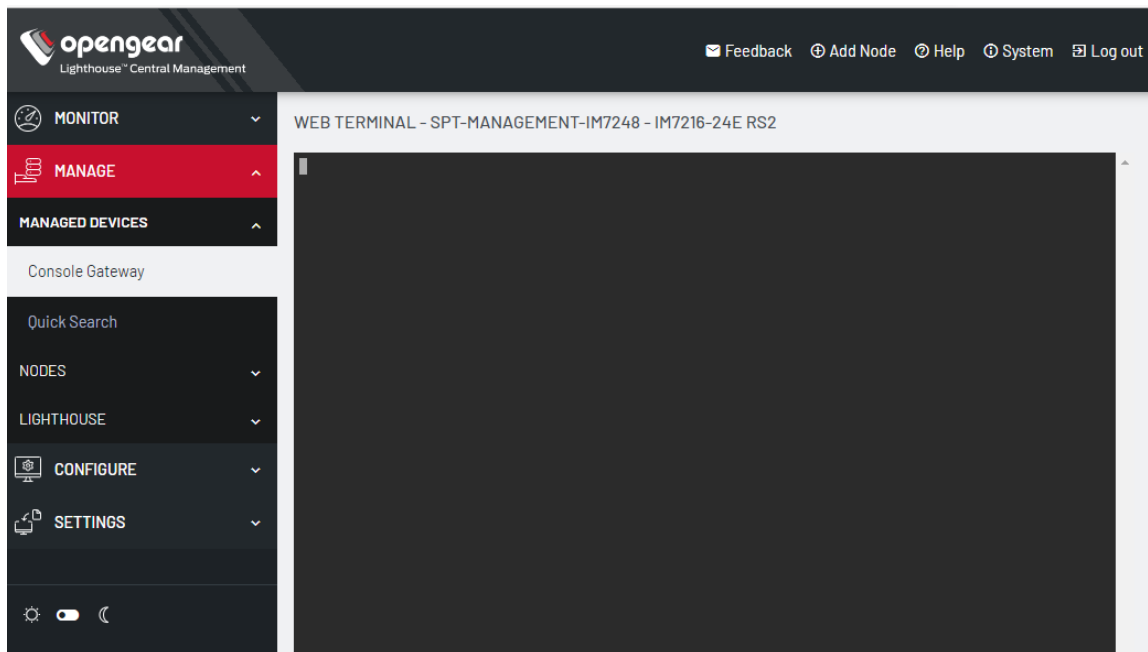 opengear
Lighthouse™ Central Management
Feedback
Add Node
Help
System
Log out
MONITOR
MANAGE
MANAGED DEVICES
Console Gateway
Quick Search
NODES
LIGHTHOUSE
CONFIGURE
SETTINGS
WEB TERMINAL - SPT-MANAGEMENT-IM7248 - IM7216-24E RS2